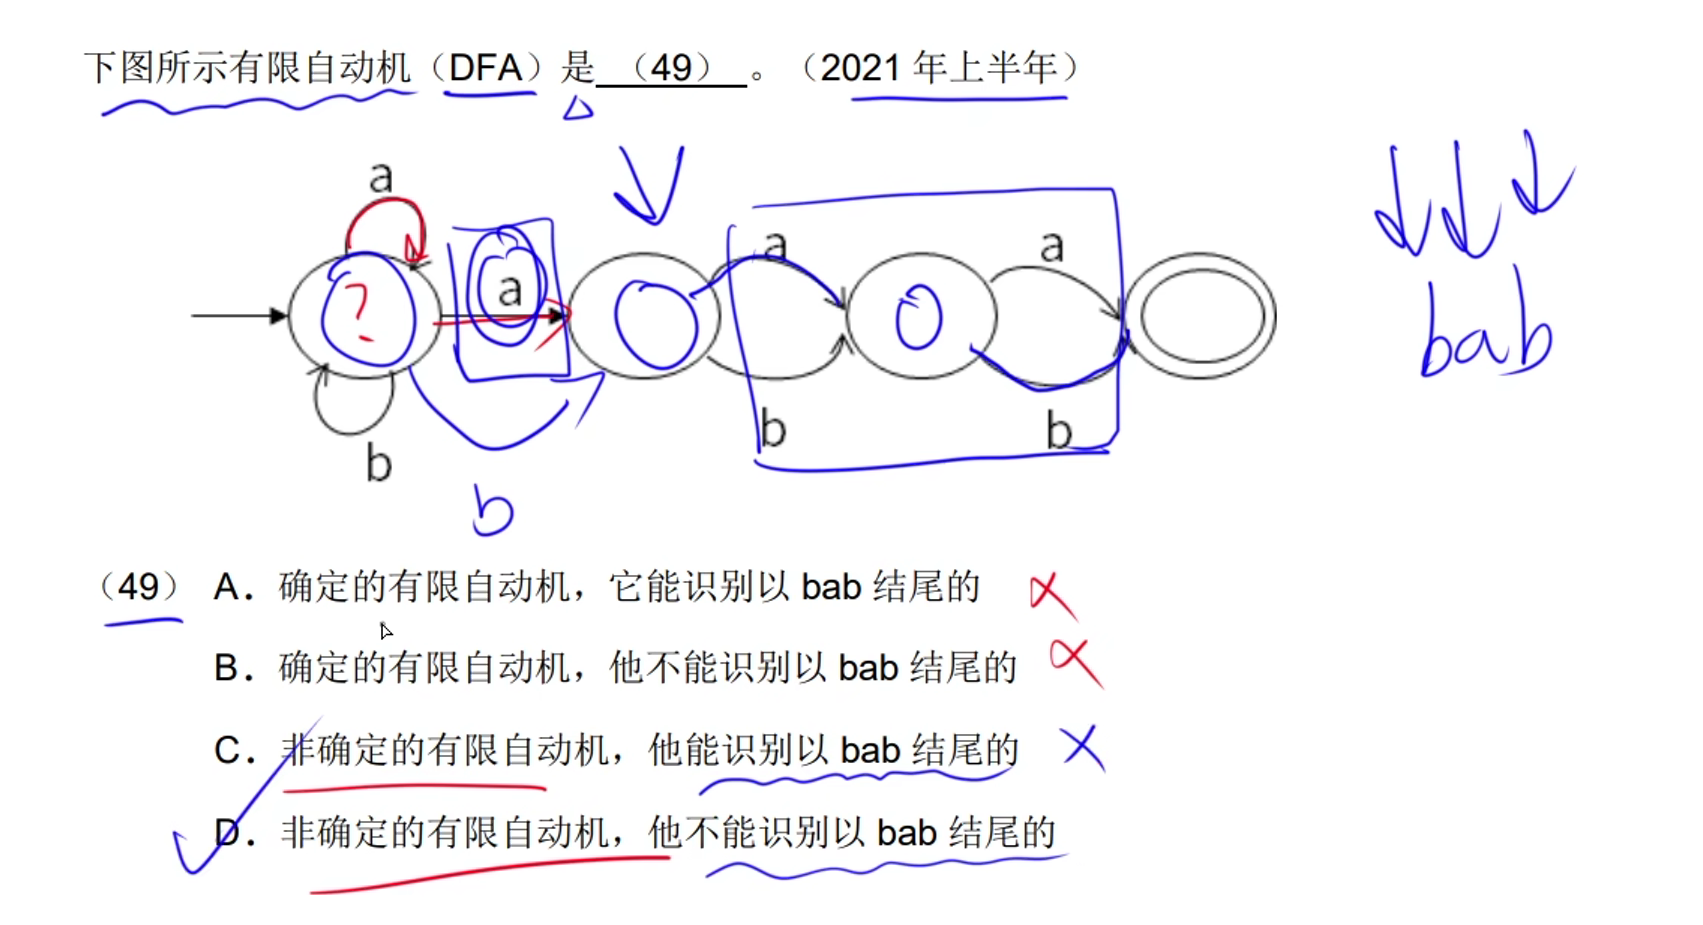 下图所示有限自动机（DFA）是 （49） 。（2021 年上半年）
a
a
a
a
?
bab
b
b
b
b
（49） A. 确定的有限自动机，它能识别以 bab 结尾的
B. 确定的有限自动机，他不能识别以 bab 结尾的
C. 非确定的有限自动机，他能识别以 bab 结尾的
D. 非确定的有限自动机，他不能识别以 bab 结尾的